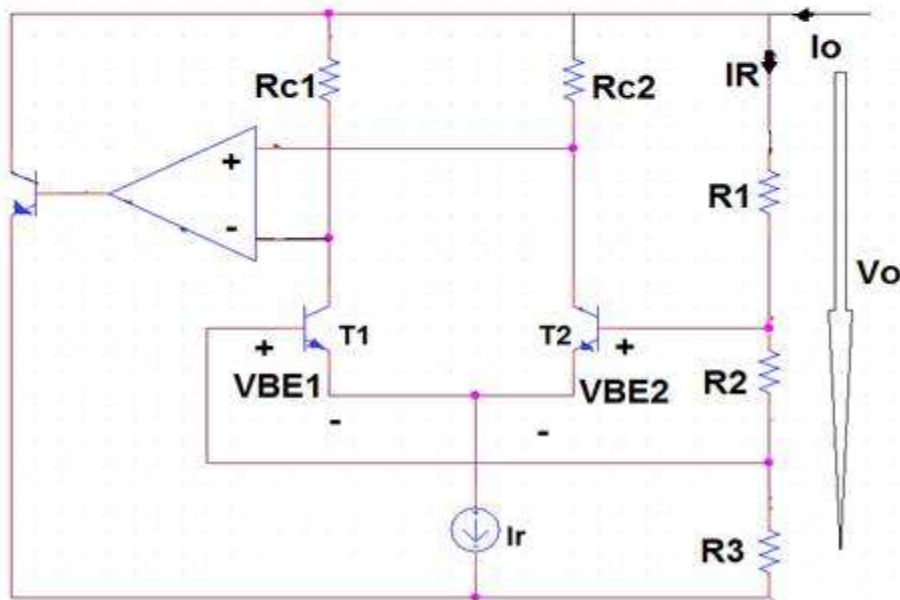 Io
IR
Rc1
Rc2
+
R1
-
Vo
T1
T2
+
+
VBE1
VBE2
R2
-
-
Ir
R3